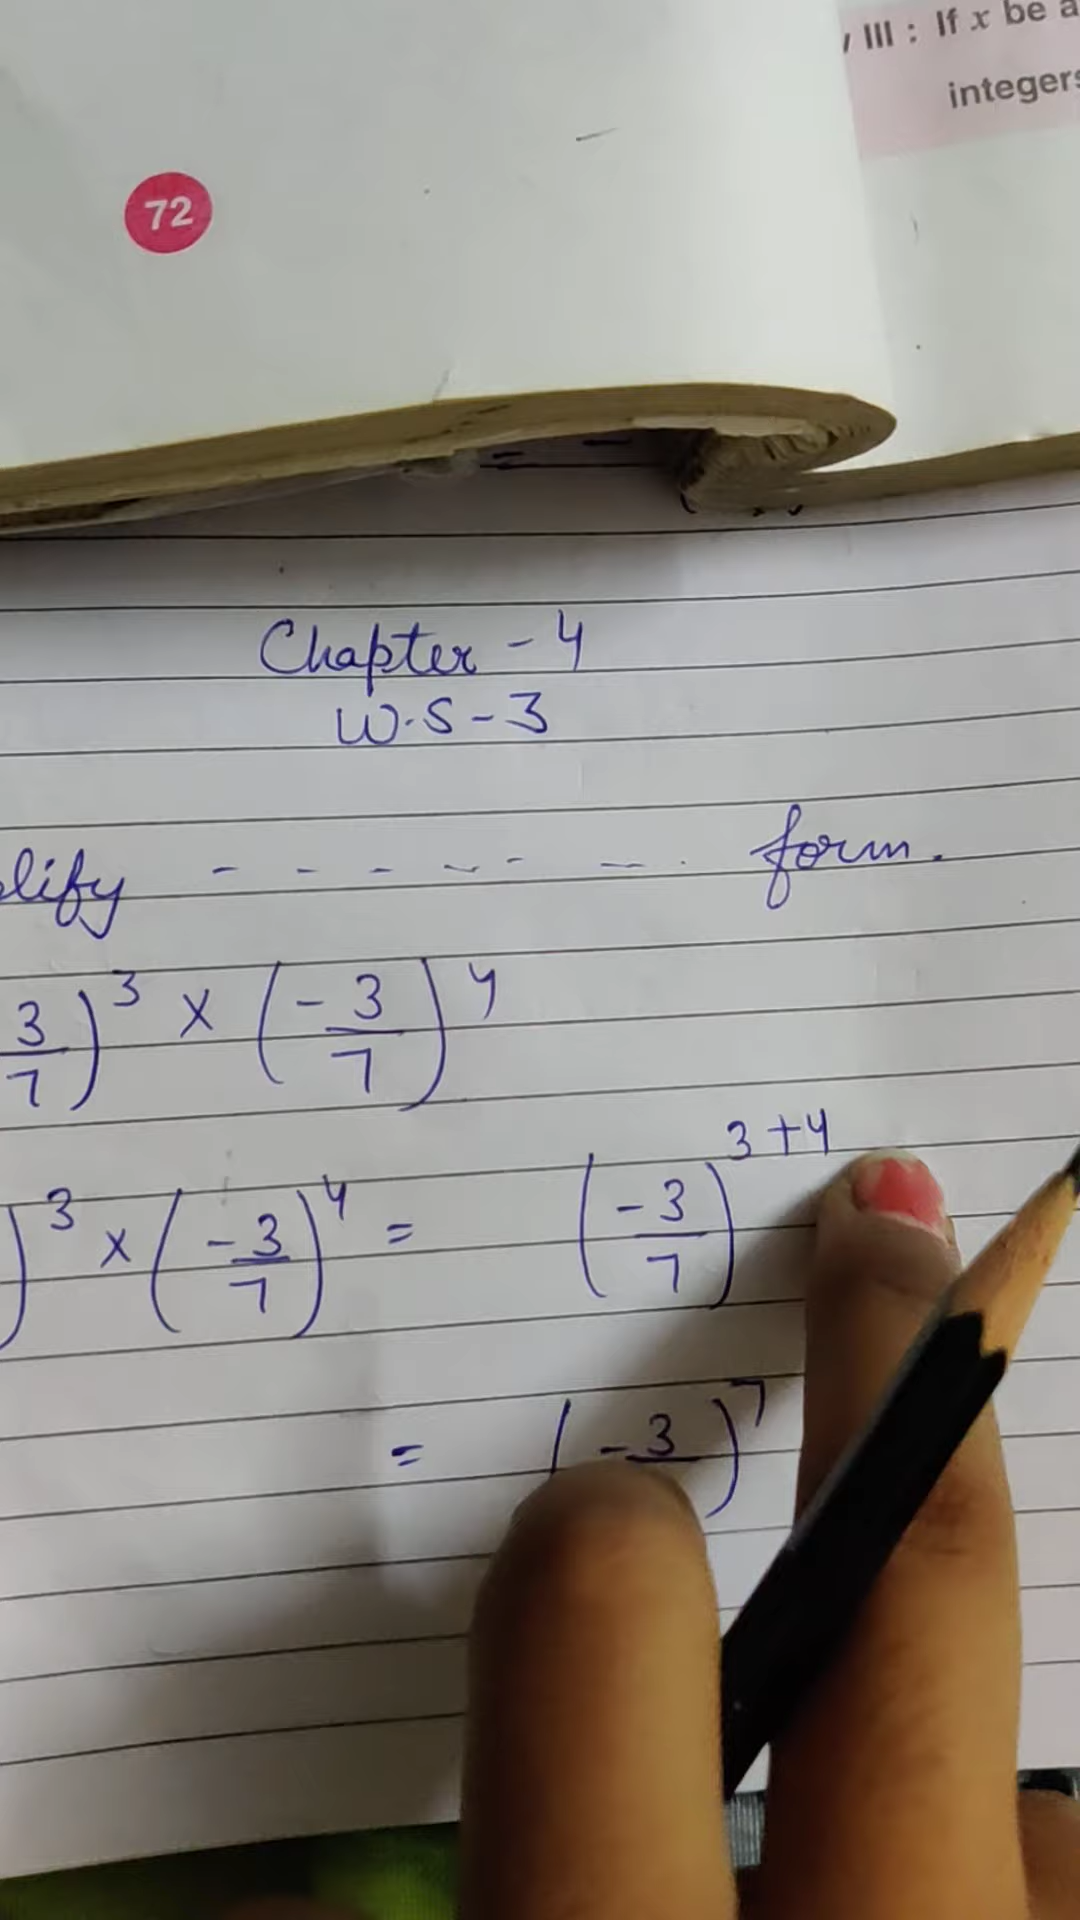 III : If x be a
integers
72
Chapter - 4
W.S - 3
lify - - - - - - form.
3/7)³ × (-3/7)⁴
)³ × (-3/7)⁴ = (-3/7)³⁺⁴
= (-3)⁷